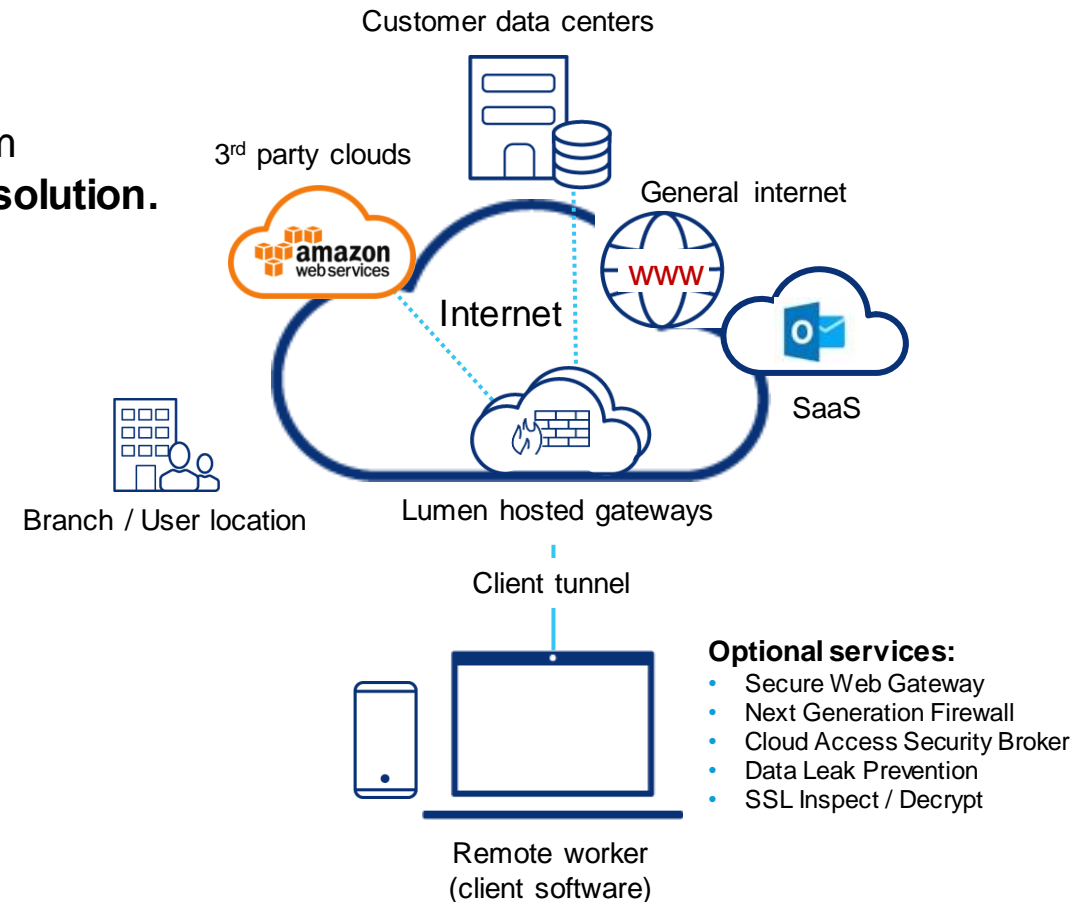 Customer data centers
n
solution.
3rd party clouds
General internet
amazon
webservices
www
Internet
O
SaaS
Branch / User location
Lumen hosted gateways
Client tunnel
Optional services:
• Secure Web Gateway
• Next Generation Firewall
• Cloud Access Security Broker
• Data Leak Prevention
• SSL Inspect / Decrypt
Remote worker
(client software)